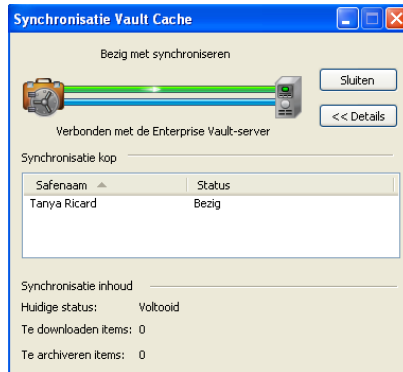 Synchronisatie Vault Cache
Bezig met synchroniseren
Sluiten
<< Details
Verbonden met de Enterprise Vault-server
Synchronisatie kop
Safenaam Status
Tanya Ricard Bezig
Synchronisatie inhoud
Huidige status: Voltooid
Te downloaden items: 0
Te archiveren items: 0